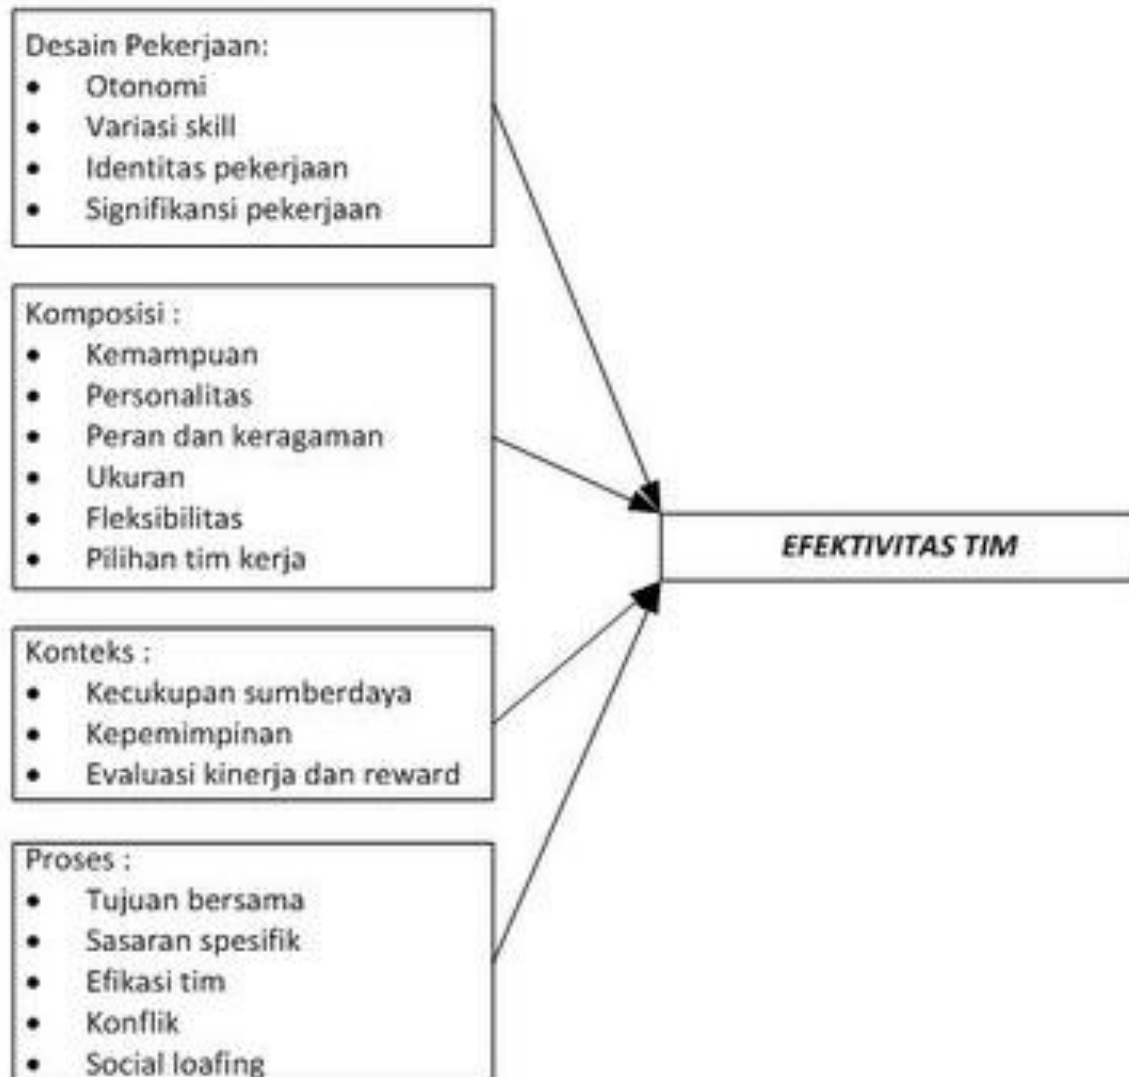 Desain Pekerjaan:
• Otonomi
• Variasi skill
• Identitas pekerjaan
• Signifikansi pekerjaan
Komposisi :
• Kemampuan
• Personalitas
• Peran dan keragaman
• Ukuran
• Fleksibilitas
• Pilihan tim kerja
EFEKTIVITAS TIM
Konteks :
• Kecukupan sumberdaya
• Kepemimpinan
• Evaluasi kinerja dan reward
Proses :
• Tujuan bersama
• Sasaran spesifik
• Efikasi tim
• Konflik
• Social loafing